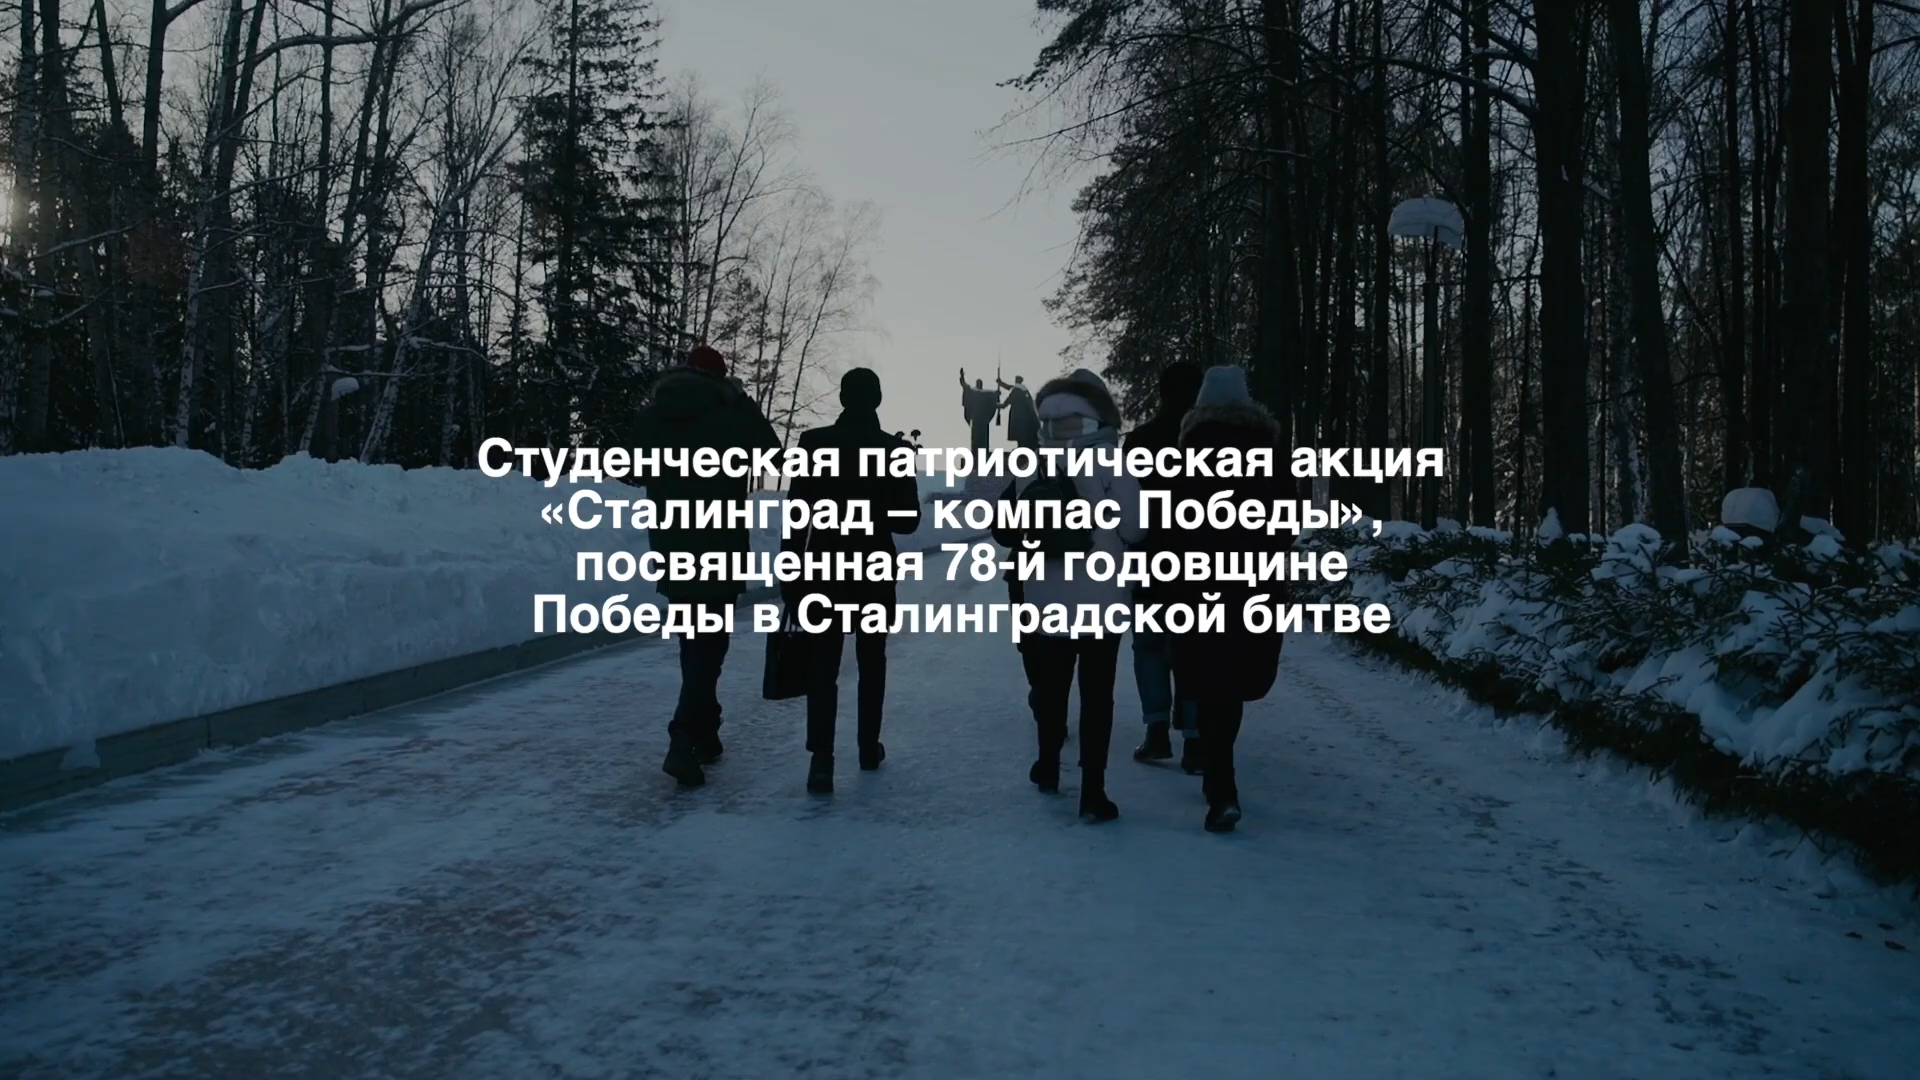 Студенческая патриотическая акция
«Сталинград – компас Победы»,
посвященная 78-й годовщине
Победы в Сталинградской битве